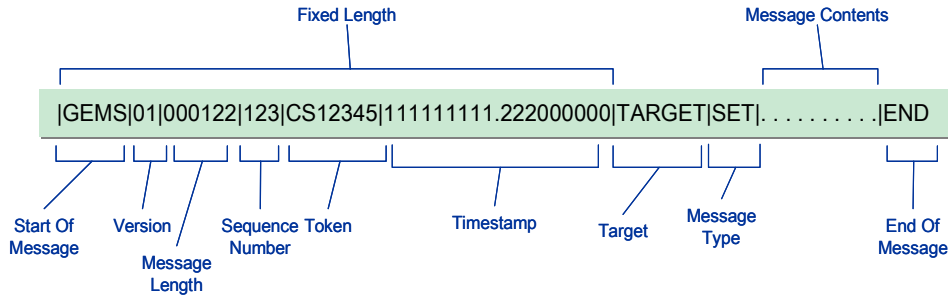 Fixed Length
Message Contents
|GEMS|01|000122|123|CS12345|111111111.222000000|TARGET|SET|. . . . . . . . . .|END
Start Of
Message
Version
Message
Length
Sequence
Number
Token
Timestamp
Target
Message
Type
End Of
Message